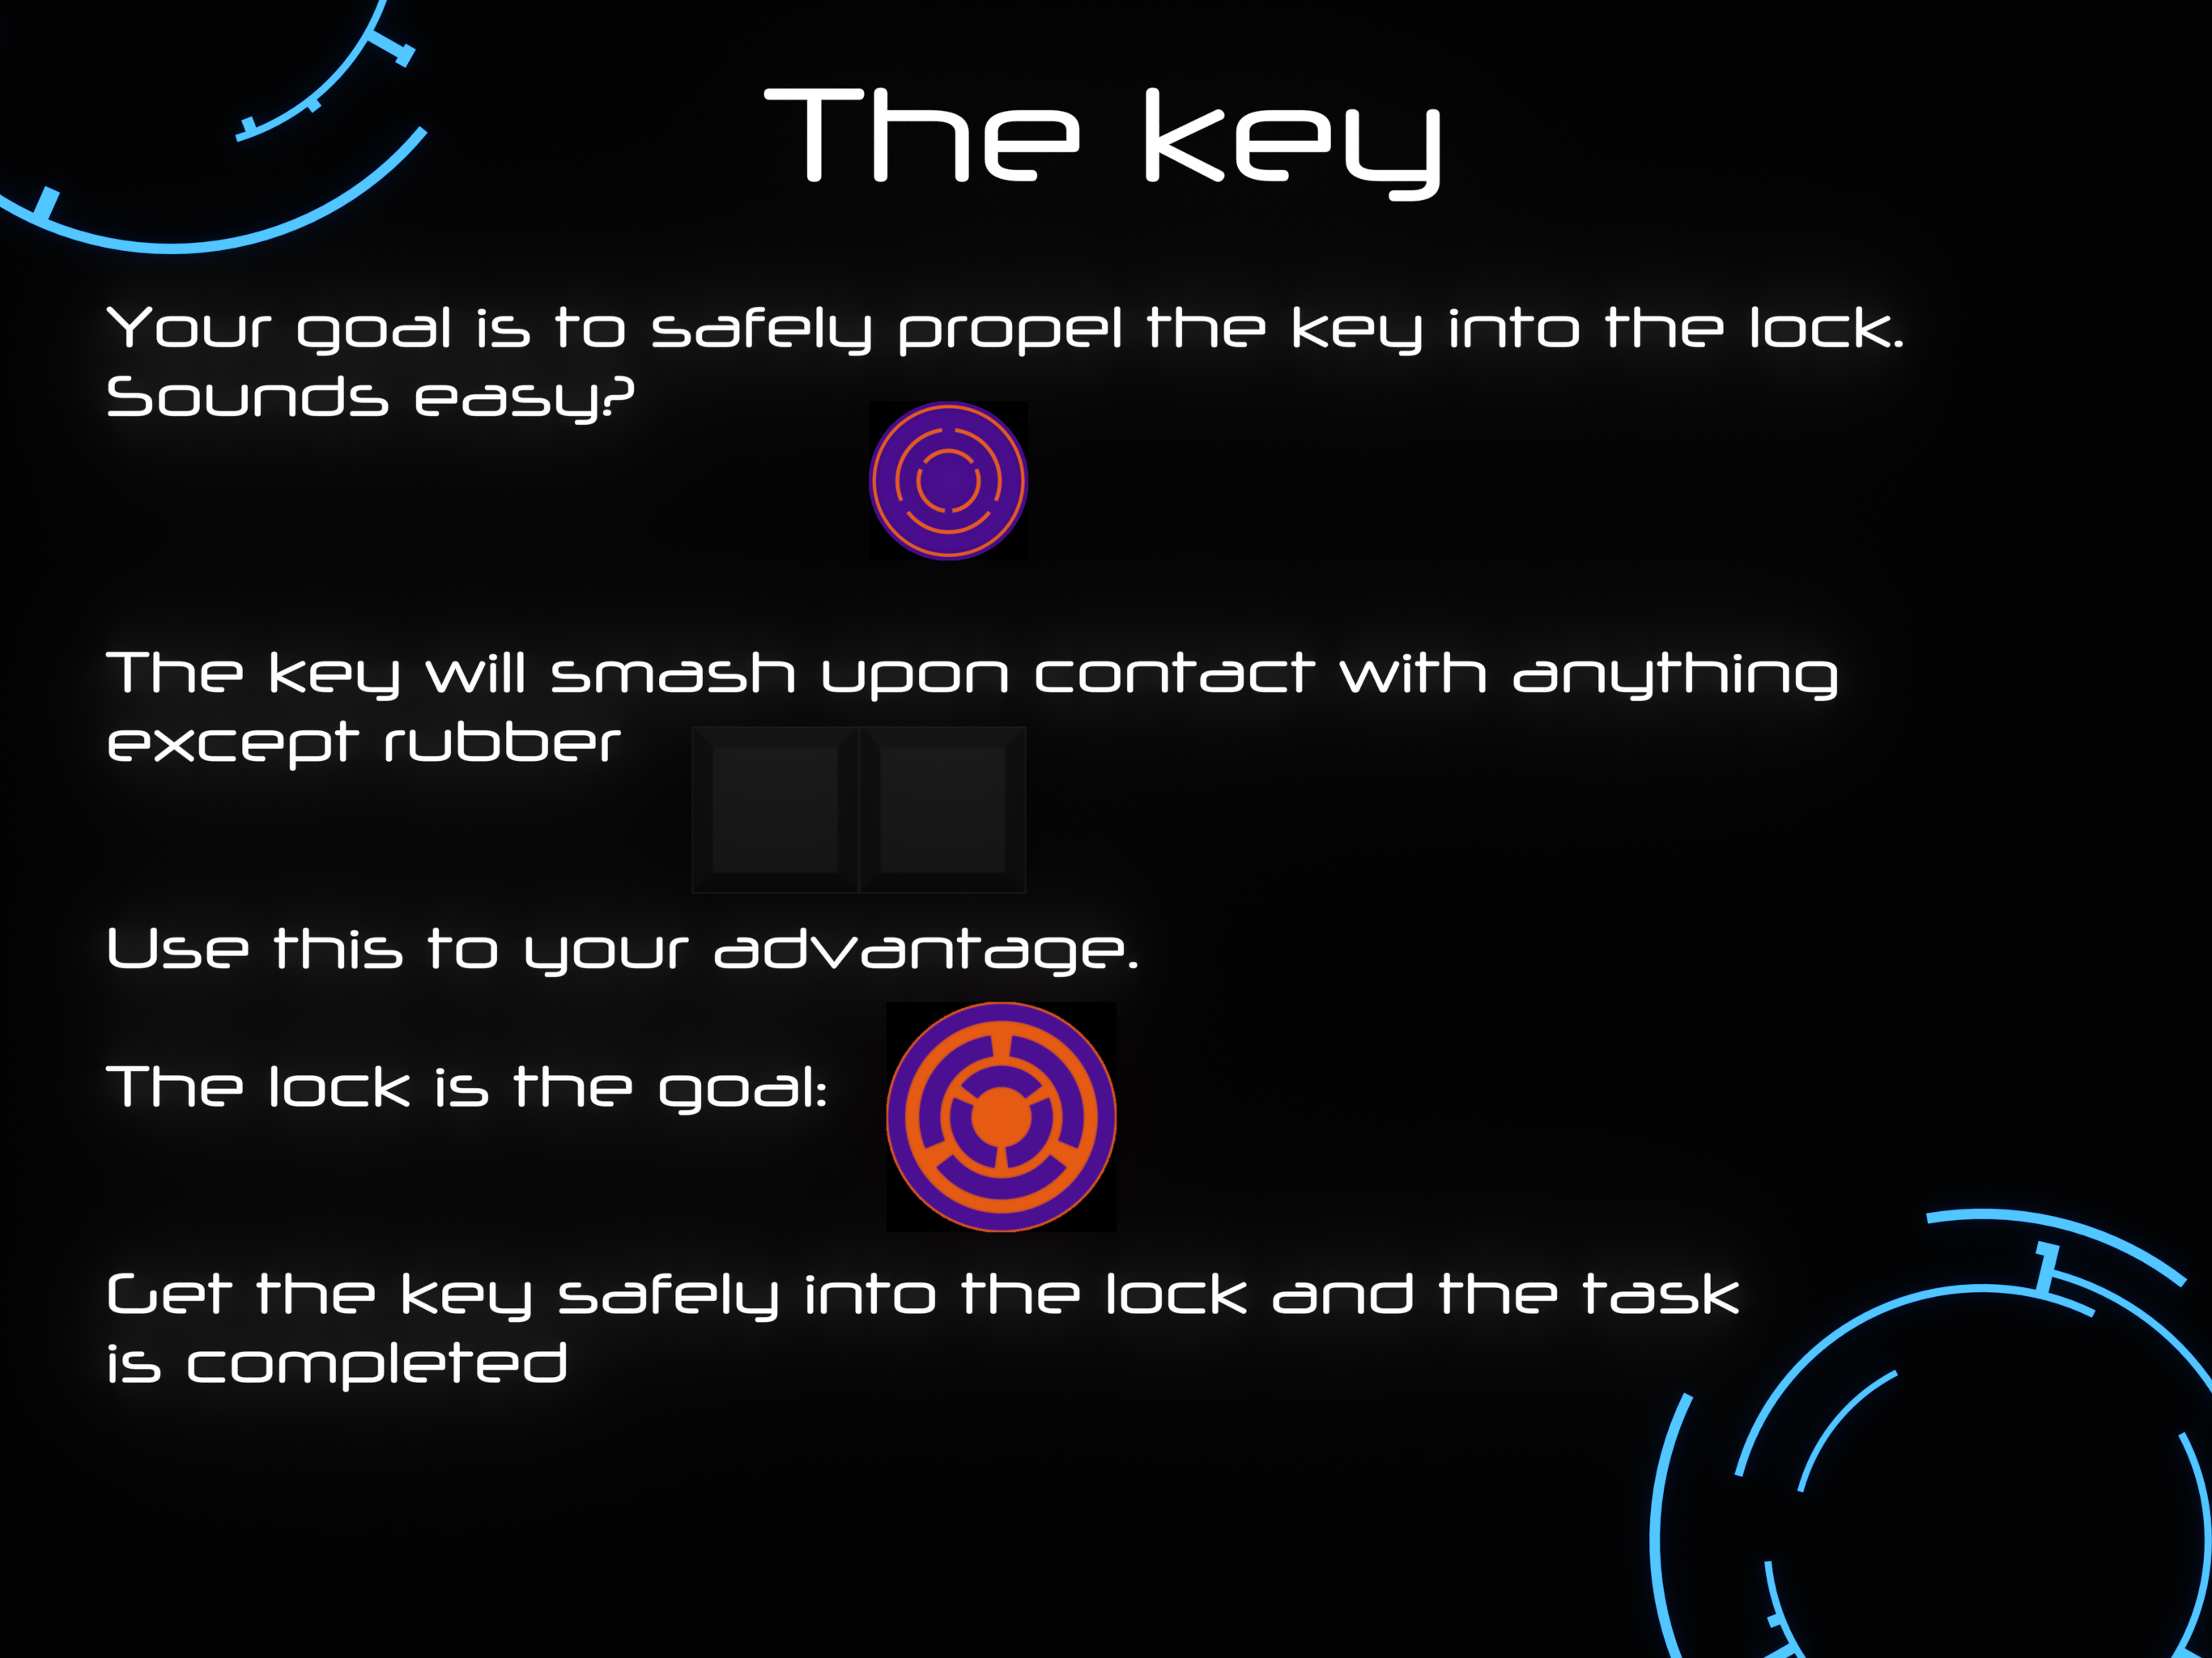 The key
Your goal is to safely propel the key into the lock.
Sounds easy?
The key will smash upon contact with anything
except rubber
Use this to your advantage.
The lock is the goal:
Get the key safely into the lock and the task
is completed